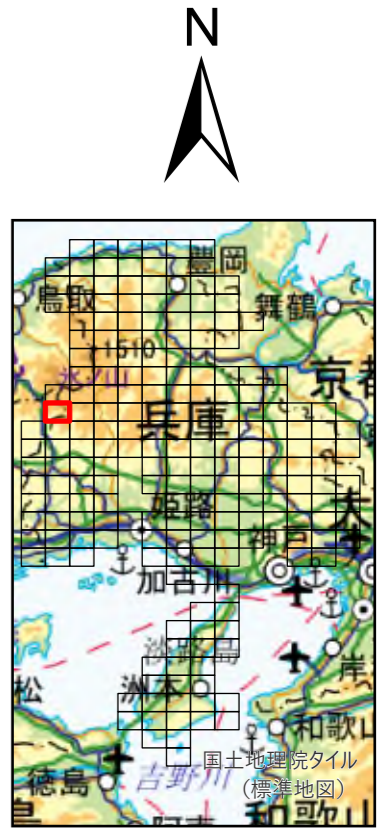 N
豊岡
鳥取
舞鶴
1510
氷ノ山
京都
兵庫
姫路
大
神戸
加古川
淡路島
岸
松
洲本
和歌山
国土地理院タイル
徳島
吉野川
(標準地図)
和歌山